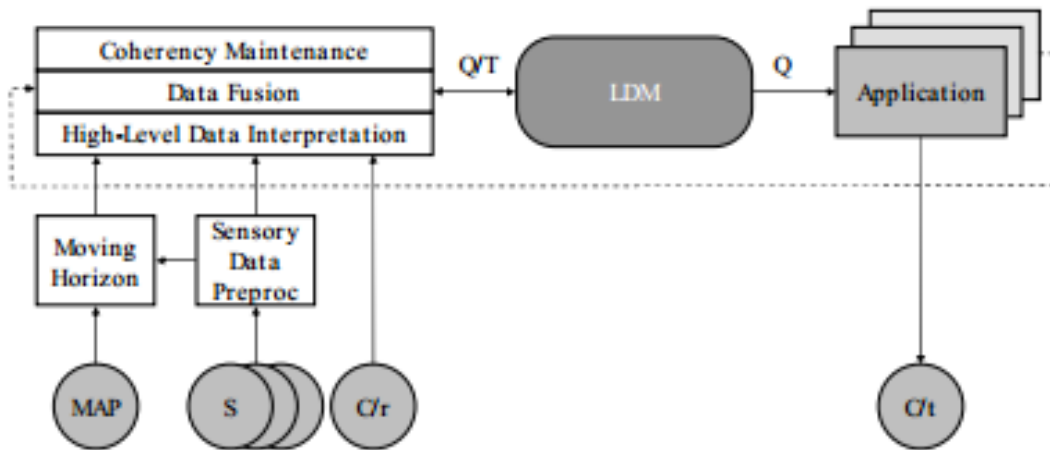 Coherency Maintenance
Data Fusion
High-Level Data Interpretation
Q/T
LDM
Q
Application
Moving
Horizon
Sensory
Data
Preproc
MAP
S
C/r
C/t